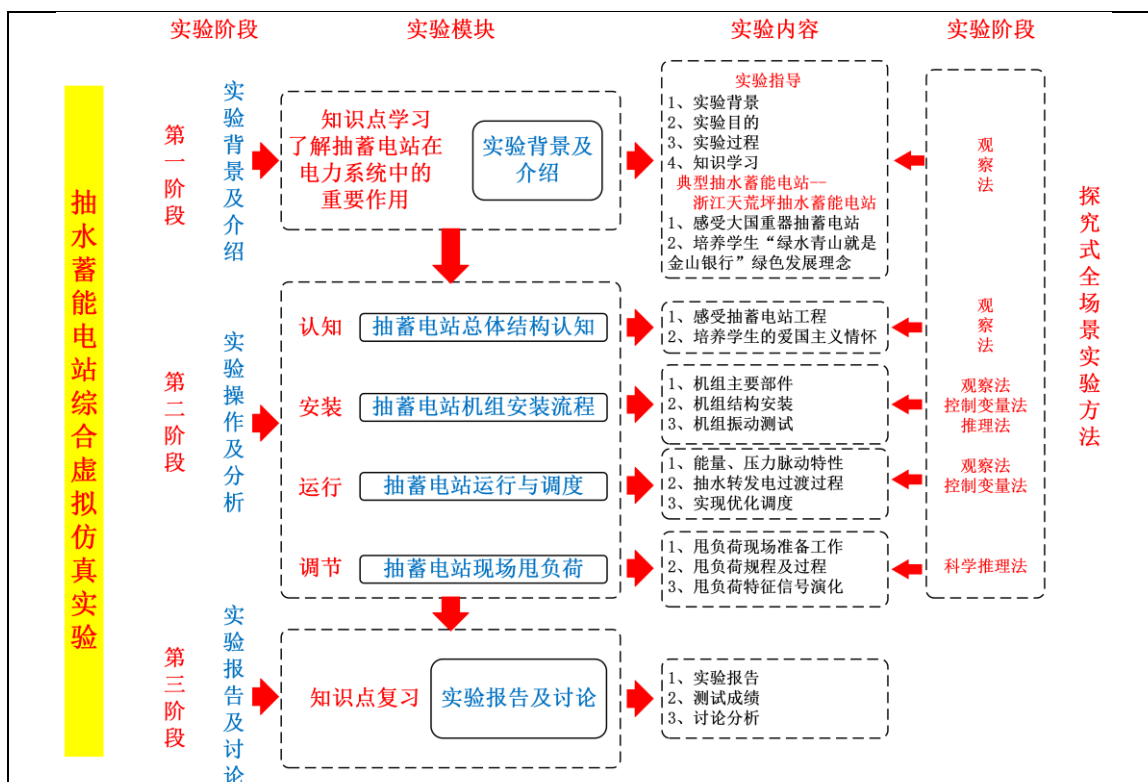 实验阶段
实验模块
实验内容
实验阶段
抽水蓄能电站综合虚拟仿真实验
第一阶段
实验背景及介绍
知识点学习
了解抽蓄电站在
电力系统中的
重要作用
实验背景及
介绍
实验指导
1、实验背景
2、实验目的
3、实验过程
4、知识学习
典型抽水蓄能电站--
浙江天荒坪抽水蓄能电站
1、感受大国重器抽蓄电站
2、培养学生“绿水青山就是
金山银行”绿色发展理念
观察法
第二阶段
实验操作及分析
认知
抽蓄电站总体结构认知
1、感受抽蓄电站工程
2、培养学生的爱国主义情怀
观察法
安装
抽蓄电站机组安装流程
1、机组主要部件
2、机组结构安装
3、机组振动测试
观察法
控制变量法
推理法
运行
抽蓄电站运行与调度
1、能量、压力脉动特性
2、抽水转发电过渡过程
3、实现优化调度
观察法
控制变量法
调节
抽蓄电站现场甩负荷
1、甩负荷现场准备工作
2、甩负荷规程及过程
3、甩负荷特征信号演化
科学推理法
第三阶段
实验报告及讨论
知识点复习
实验报告及讨论
1、实验报告
2、测试成绩
3、讨论分析
探究式全场景实验方法